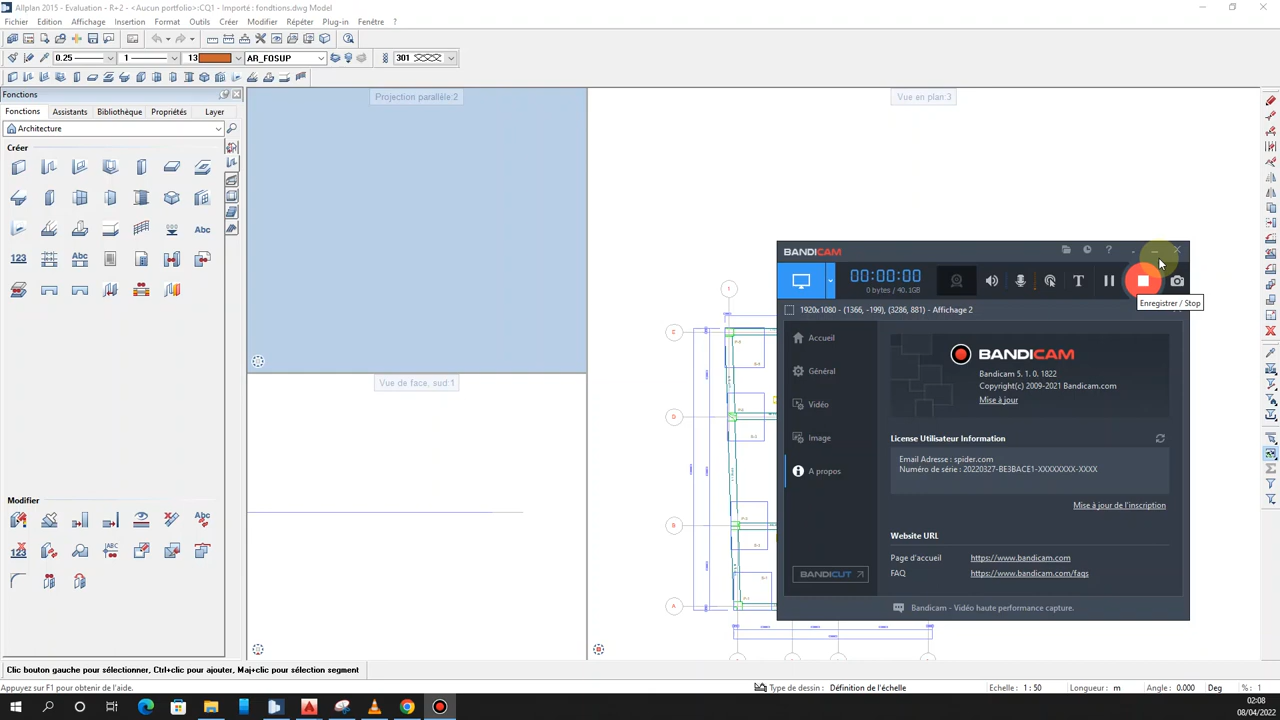 Allplan 2015 - Evaluation - R+2 - <Aucun portfolio>:CQ1 - Importé : fondtions.dwg Model
Fichier Edition Affichage Insertion Format Outils Créer Modifier Répéter Plug-in Fenêtre ?
0.25 1 13 AR_FOSUP 301
Fonctions
Fonctions Assistants Bibliothèque Propriétés Layer
Architecture
Créer
Abc
123 Abc
Modifier
Abc
ABC
Projection parallèle:2
Vue de face, sud:1
Vue en plan:3
1
E
D
B
A
BANDICAM
00:00:00
0 bytes / 40.1GB
Enregistrer / Stop
1920x1080 - (1366, -199), (3286, 881) - Affichage 2
Accueil
Général
Vidéo
Image
A propos
BANDICUT
BANDICAM
Bandicam 5. 1. 0, 1822
Copyright(c) 2009-2021 Bandicam.com
Mise à jour
License Utilisateur Information
Email Adresse : spider.com
Numéro de série : 20220327-BE3BACE1-XXXXXXXX-XXXX
Mise à jour de l'inscription
Website URL
Page d'accueil https://www.bandicam.com
FAQ https://www.bandicam.com/faqs
Bandicam - Vidéo haute performance capture.
Clic bouton gauche pour sélectionner, Ctrl+clic pour ajouter, Maj+clic pour sélection segment
Appuyez sur F1 pour obtenir de l'aide.
Type de dessin : Définition de l'échelle Echelle : 1 : 50 Longueur : m Angle : 0.000 Deg % : 1
02:08
08/04/2022